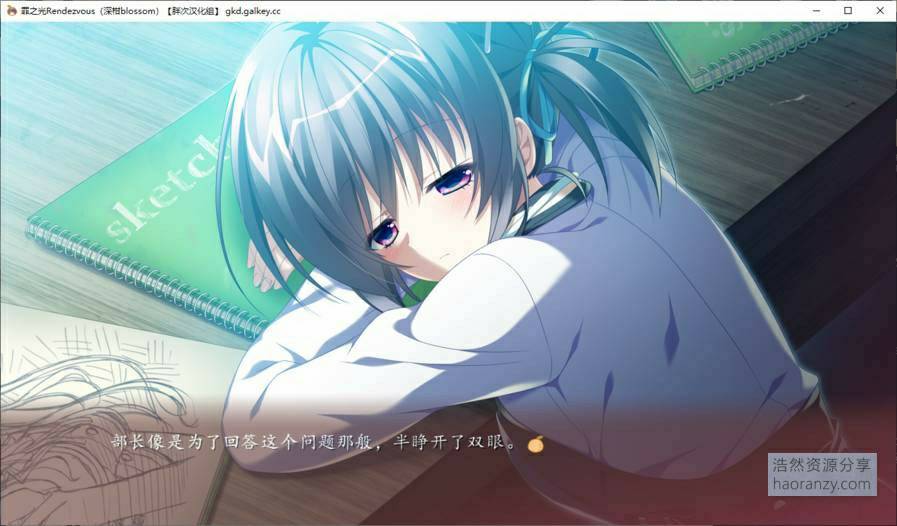 霏之光Rendezvous（深柑blossom）【胖次汉化组】 gkd.galkey.cc
sketch
部长像是为了回答这个问题那般，半睁开了双眼。
浩然资源分享
haoranzy.com